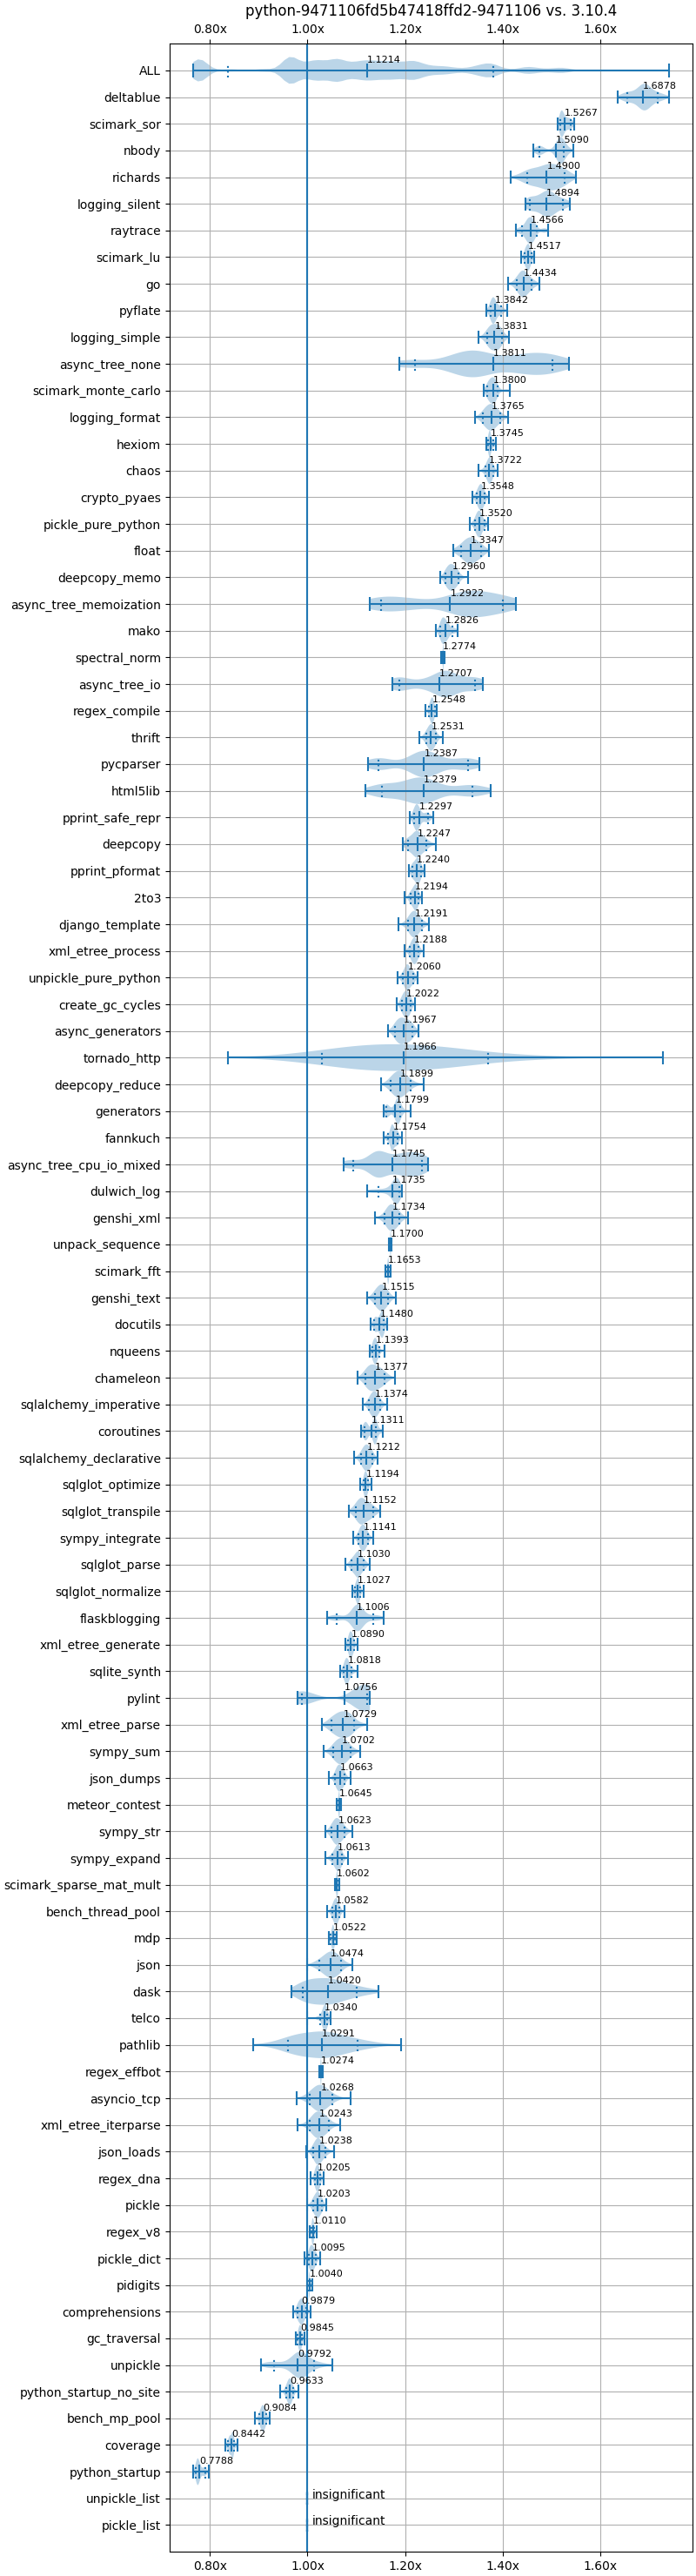 python-9471106fd5b47418ffd2-9471106 vs. 3.10.4
0.80x 1.00x 1.20x 1.40x 1.60x
ALL 1.1214
deltablue 1.6878
scimark_sor 1.5267
nbody 1.5090
richards 1.4900
logging_silent 1.4894
raytrace 1.4566
scimark_lu 1.4517
go 1.4434
pyflate 1.3842
logging_simple 1.3831
async_tree_none 1.3811
scimark_monte_carlo 1.3800
logging_format 1.3765
hexiom 1.3745
chaos 1.3722
crypto_pyaes 1.3548
pickle_pure_python 1.3520
float 1.3347
deepcopy_memo 1.2960
async_tree_memoization 1.2922
mako 1.2826
spectral_norm 1.2774
async_tree_io 1.2707
regex_compile 1.2548
thrift 1.2531
pycparser 1.2387
html5lib 1.2379
pprint_safe_repr 1.2297
deepcopy 1.2247
pprint_pformat 1.2240
2to3 1.2194
django_template 1.2191
xml_etree_process 1.2188
unpickle_pure_python 1.2060
create_gc_cycles 1.2022
async_generators 1.1967
tornado_http 1.1966
deepcopy_reduce 1.1899
generators 1.1799
fannkuch 1.1754
async_tree_cpu_io_mixed 1.1745
dulwich_log 1.1735
genshi_xml 1.1734
unpack_sequence 1.1700
scimark_fft 1.1653
genshi_text 1.1515
docutils 1.1480
nqueens 1.1393
chameleon 1.1377
sqlalchemy_imperative 1.1374
coroutines 1.1311
sqlalchemy_declarative 1.1212
sqlglot_optimize 1.1194
sqlglot_transpile 1.1152
sympy_integrate 1.1141
sqlglot_parse 1.1030
sqlglot_normalize 1.1027
flaskblogging 1.1006
xml_etree_generate 1.0890
sqlite_synth 1.0818
pylint 1.0756
xml_etree_parse 1.0729
sympy_sum 1.0702
json_dumps 1.0663
meteor_contest 1.0645
sympy_str 1.0623
sympy_expand 1.0613
scimark_sparse_mat_mult 1.0602
bench_thread_pool 1.0582
mdp 1.0522
json 1.0474
dask 1.0420
telco 1.0340
pathlib 1.0291
regex_effbot 1.0274
asyncio_tcp 1.0268
xml_etree_iterparse 1.0243
json_loads 1.0238
regex_dna 1.0205
pickle 1.0203
regex_v8 1.0110
pickle_dict 1.0095
pidigits 1.0040
comprehensions 0.9879
gc_traversal 0.9845
unpickle 0.9792
python_startup_no_site 0.9633
bench_mp_pool 0.9084
coverage 0.8442
python_startup 0.7788
unpickle_list insignificant
pickle_list insignificant
0.80x 1.00x 1.20x 1.40x 1.60x